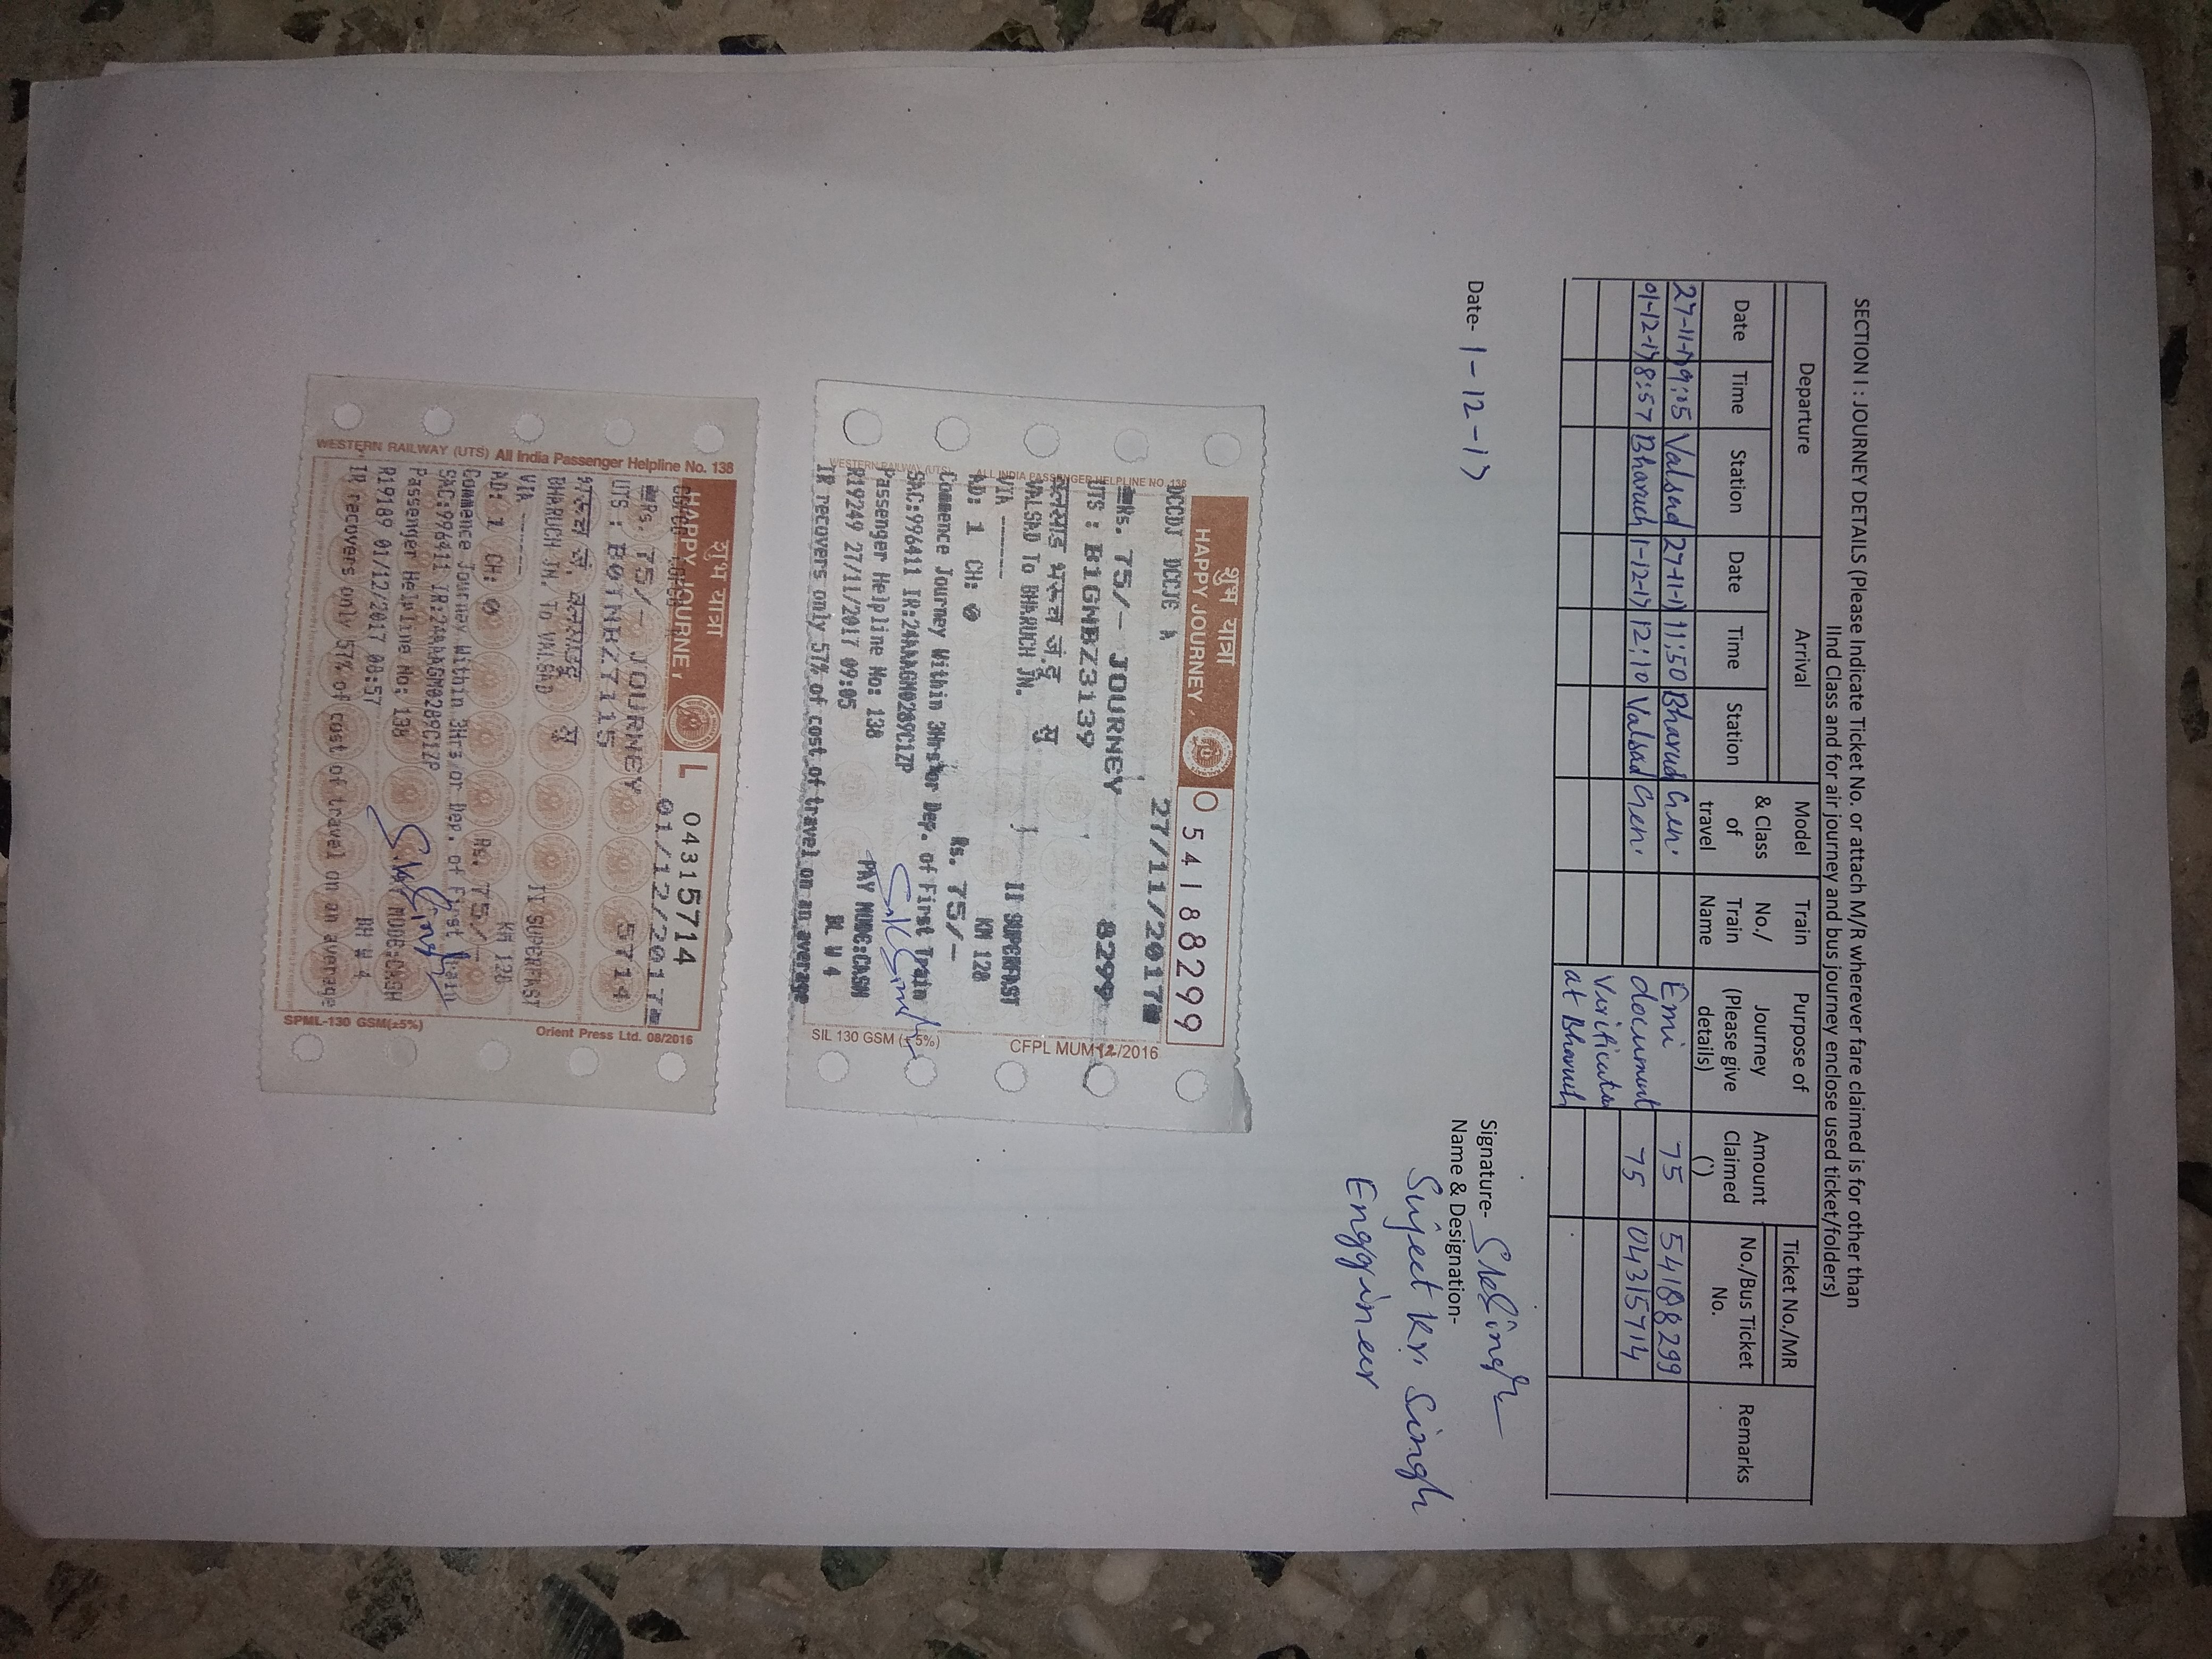 SECTION I : JOURNEY DETAILS (Please Indicate Ticket No. or attach M/R wherever fare claimed is for other than
IInd Class and for air journey and bus journey enclose used ticket/folders)
Departure Arrival Model & Class of travel Train No./ Train Name Purpose of Journey (Please give details) Amount Claimed (`) Ticket No./MR No./Bus Ticket No. Remarks
Date Time Station Date Time Station
27-11-17 9:05 Valsad 27-11-17 11:50 Bharuch Gen. Emi 75 54188299
01-12-17 8:57 Bharuch 1-12-17 12:10 Valsad Gen. document 75 04315714
Verification
at Bharuch
Date- 1-12-17
Signature- SkSingh
Name & Designation-
Sujeet Kr. Singh
Enggineer
शुभ यात्रा
HAPPY JOURNEY
O 54188299
DCCDJ DCCJC A 27/11/2017
Rs. 75/- JOURNEY 8299
UTS : B1GMBZ3139
वलसाड भरूच जं.हु
VALSAD To BHARUCH JN. सु II SUPERFAST
VIA ----- KM 128
AD: 1 CH: 0 Rs. 75/-
Commence Journey Within 3Hrs or Dep. of First Train
SAC:996411 IR:24AAAGM0289C1ZP
Passenger Helpline No: 138 PAY MODE:CASH
R19249 27/11/2017 09:05 BL W 4
IR recovers only 57% of cost of travel on an average
WESTERN RAILWAY (UTS) ALL INDIA PASSENGER HELPLINE NO. 138
SIL 130 GSM (±5%) CFPL MUM 12/2016
SkSingh
शुभ यात्रा
HAPPY JOURNEY
L 04315714
01/12/2017
Rs. 75/- JOURNEY 5714
UTS : B01NBZ7115
भरूच जं. वलसाडहु
BHARUCH JN. To VALSAD सु II SUPERFAST
VIA ----- KM 128
AD: 1 CH: 0 Rs. 75/-
Commence Journey Within 3Hrs or Dep. of First Train
SAC:996411 IR:24AAAGM0289C1ZP
Passenger Helpline No: 138 PAY MODE:CASH
R19189 01/12/2017 08:57 BH W 4
IR recovers only 57% of cost of travel on an average
WESTERN RAILWAY (UTS) All India Passenger Helpline No. 138
SPML-130 GSM(±5%) Orient Press Ltd. 08/2016
SkSingh